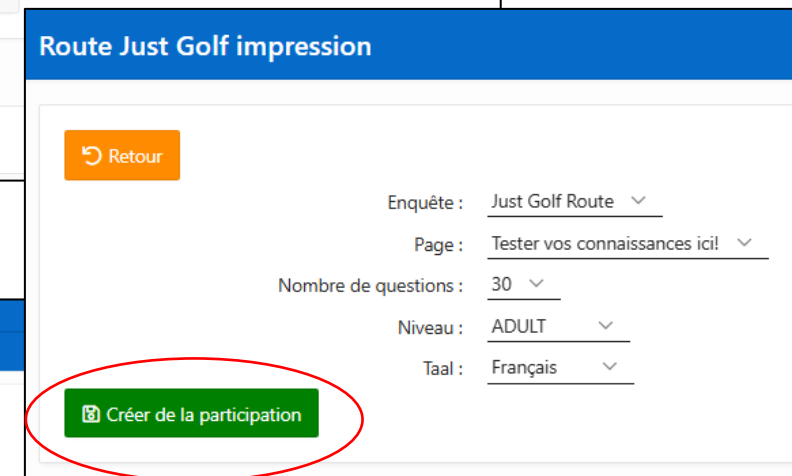 Route Just Golf impression
Retour
Enquête : Just Golf Route
Page : Tester vos connaissances ici!
Nombre de questions : 30
Niveau : ADULT
Taal : Français
Créer de la participation